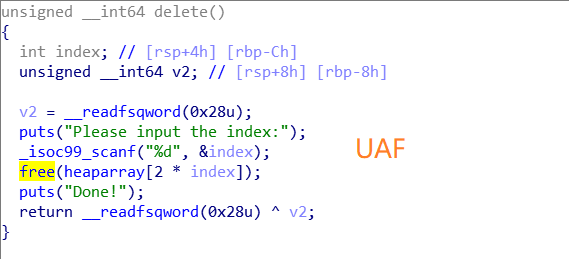 unsigned __int64 delete()
{
  int index; // [rsp+4h] [rbp-Ch]
  unsigned __int64 v2; // [rsp+8h] [rbp-8h]

  v2 = __readfsqword(0x28u);
  puts("Please input the index:");
  _isoc99_scanf("%d", &index);
  free(heaparray[2 * index]);
  puts("Done!");
  return __readfsqword(0x28u) ^ v2;
}
UAF